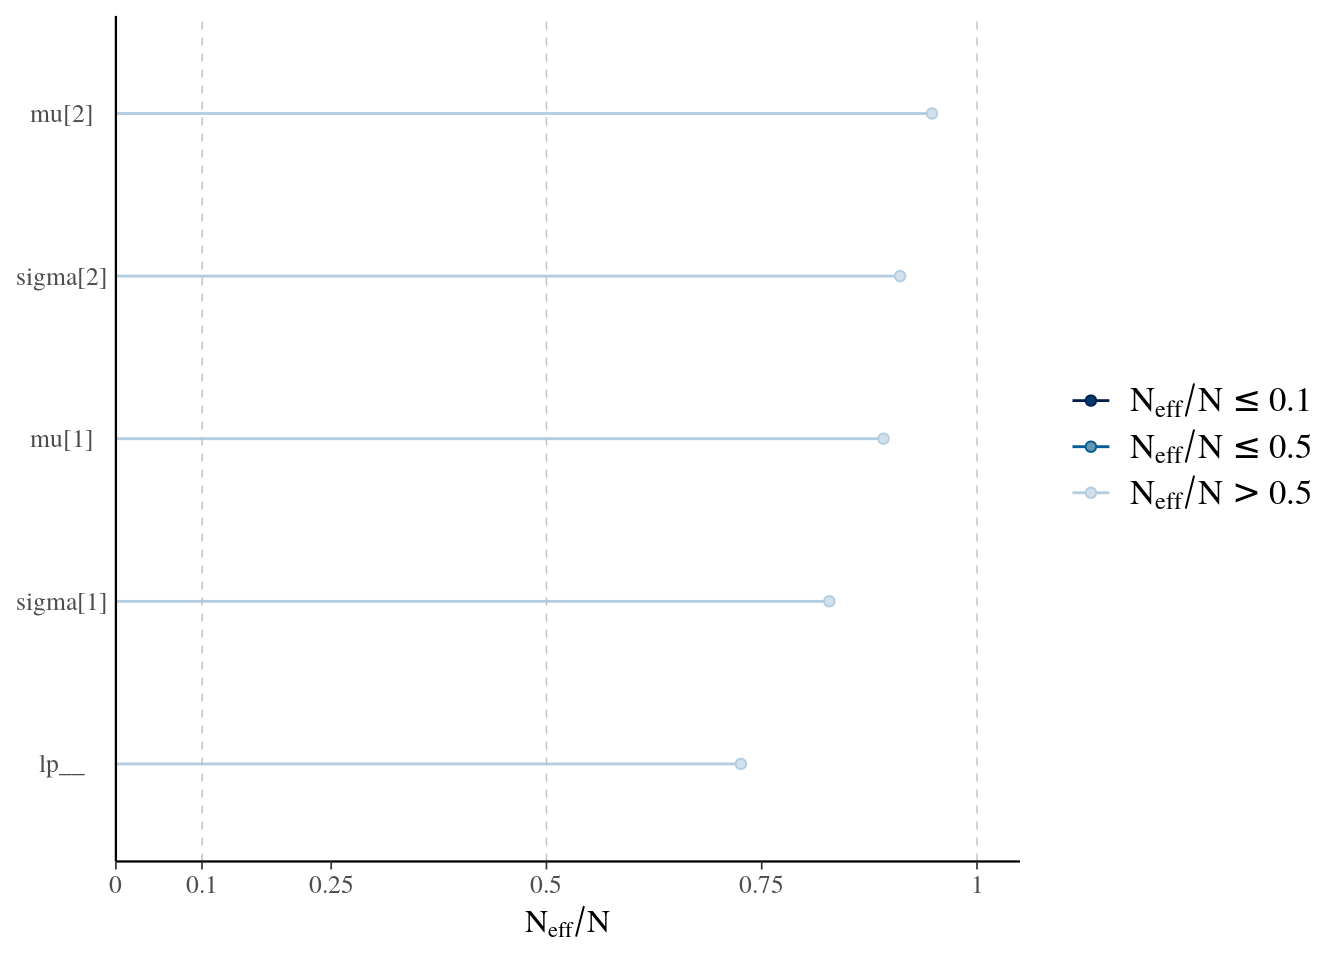 mu[2]
sigma[2]
mu[1]
sigma[1]
lp__
0 0.1 0.25 0.5 0.75 1
Neff/N
Neff/N ≤ 0.1
Neff/N ≤ 0.5
Neff/N > 0.5